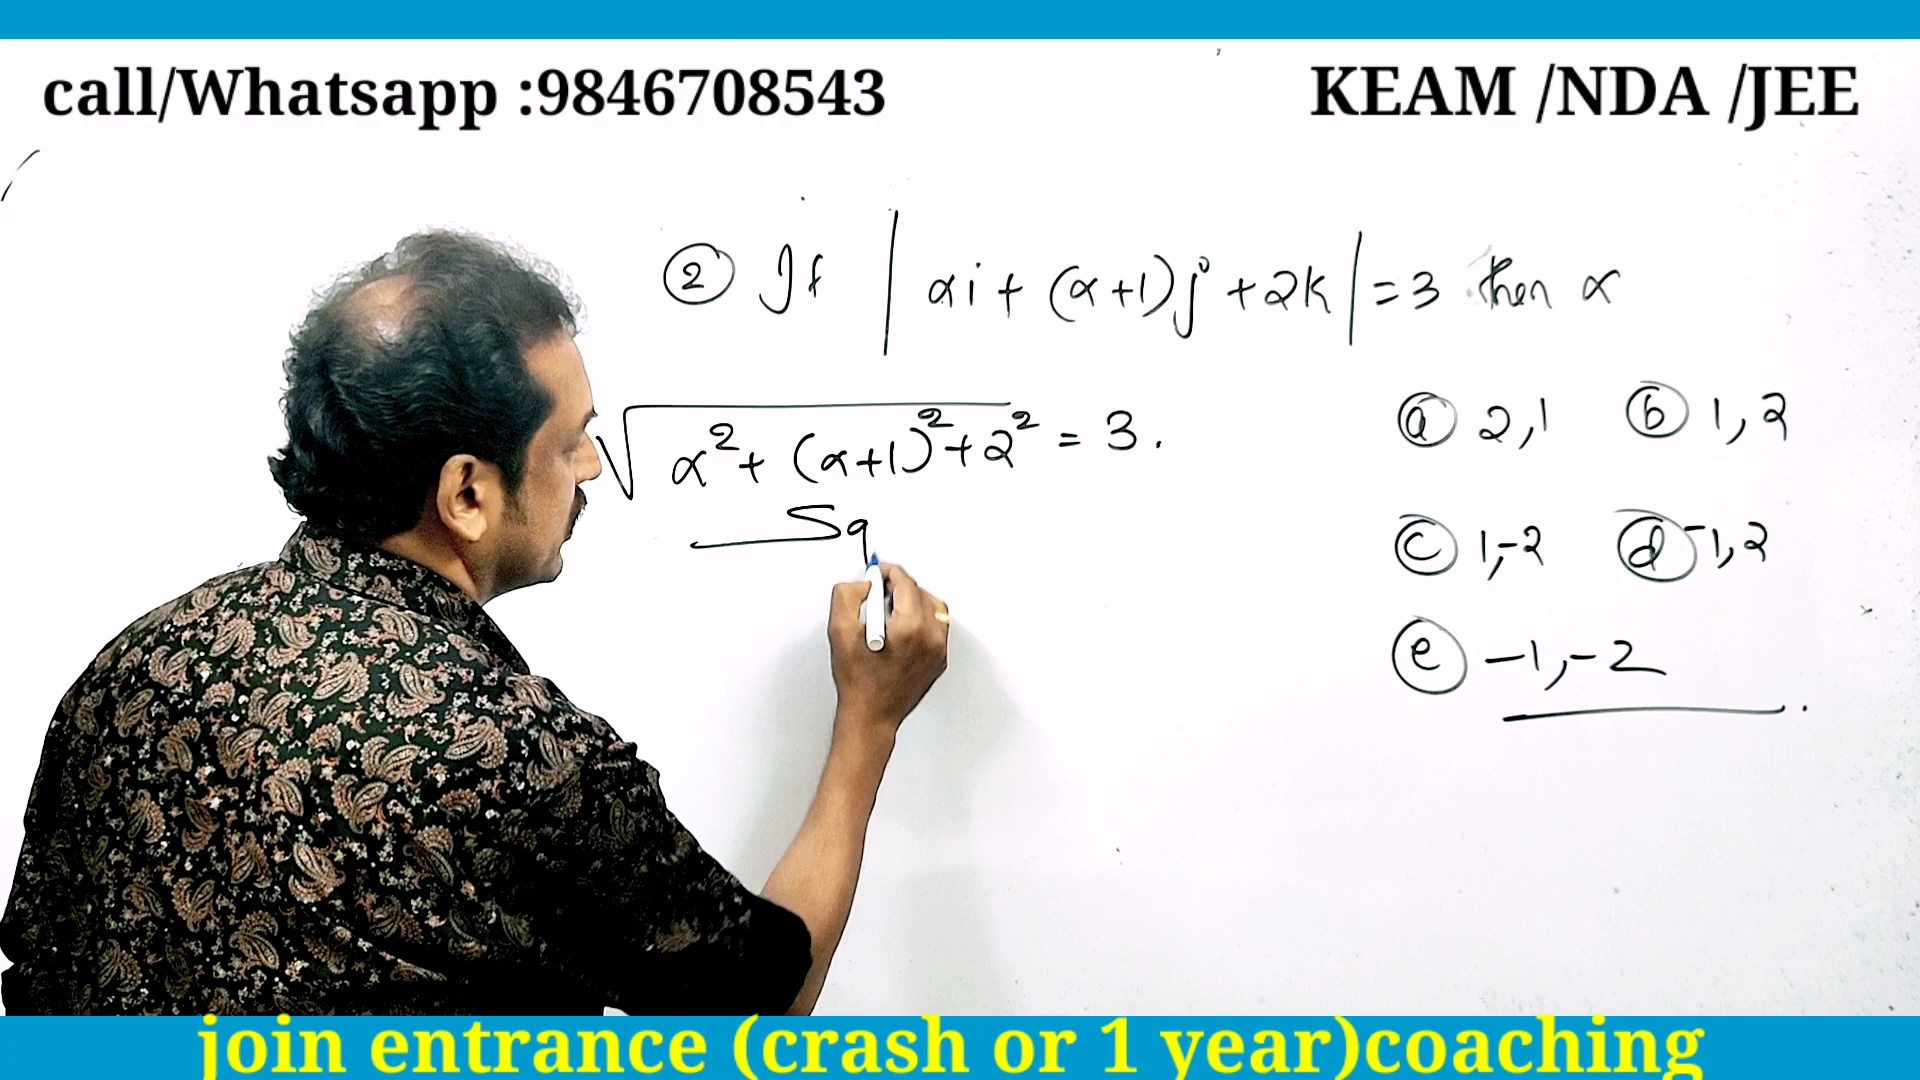 call/Whatsapp :9846708543
KEAM /NDA /JEE
② If | αi + (α+1)j + 2k | = 3 then α
√(α² + (α+1)² + 2²) = 3.
Sq
ⓐ 2,1 ⓑ 1,2
ⓒ 1,-2 ⓓ -1,2
ⓔ -1,-2
join entrance (crash or 1 year)coaching